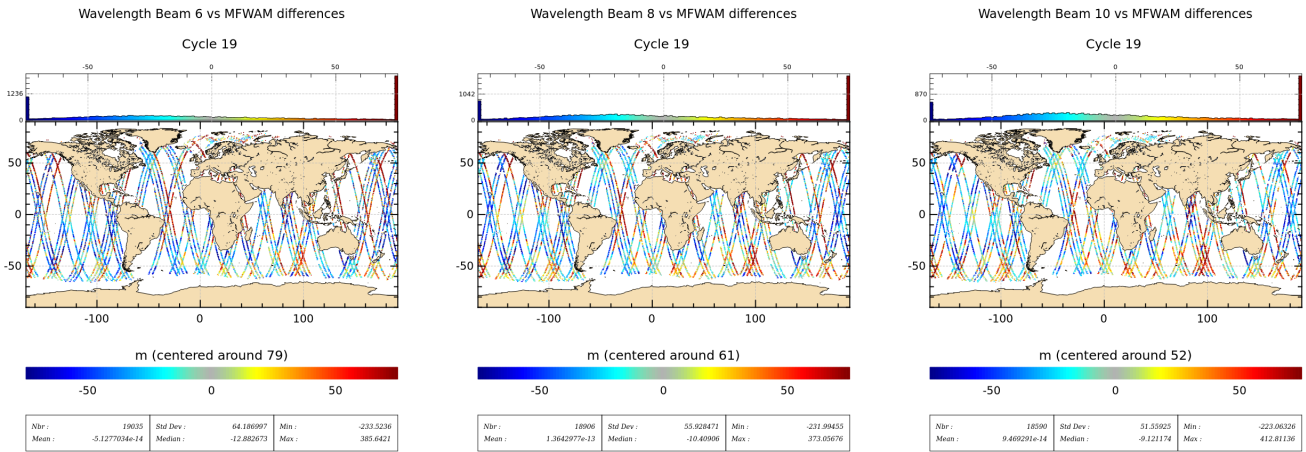 Wavelength Beam 6 vs MFWAM differences
Cycle 19
-50 0 50
1236
0
50
0
-50
-100 0 100
m (centered around 79)
-50 0 50
Nbr : 19035 Std Dev : 64.186997 Min : -233.5236
Mean : -5.1277034e-14 Median : -12.882673 Max : 385.6421
Wavelength Beam 8 vs MFWAM differences
Cycle 19
-50 0 50
1042
0
50
0
-50
-100 0 100
m (centered around 61)
-50 0 50
Nbr : 18906 Std Dev : 55.928471 Min : -231.99455
Mean : 1.3642977e-13 Median : -10.40906 Max : 373.05676
Wavelength Beam 10 vs MFWAM differences
Cycle 19
-50 0 50
870
0
50
0
-50
-100 0 100
m (centered around 52)
-50 0 50
Nbr : 18590 Std Dev : 51.55925 Min : -223.06326
Mean : 9.469291e-14 Median : -9.121174 Max : 412.81136